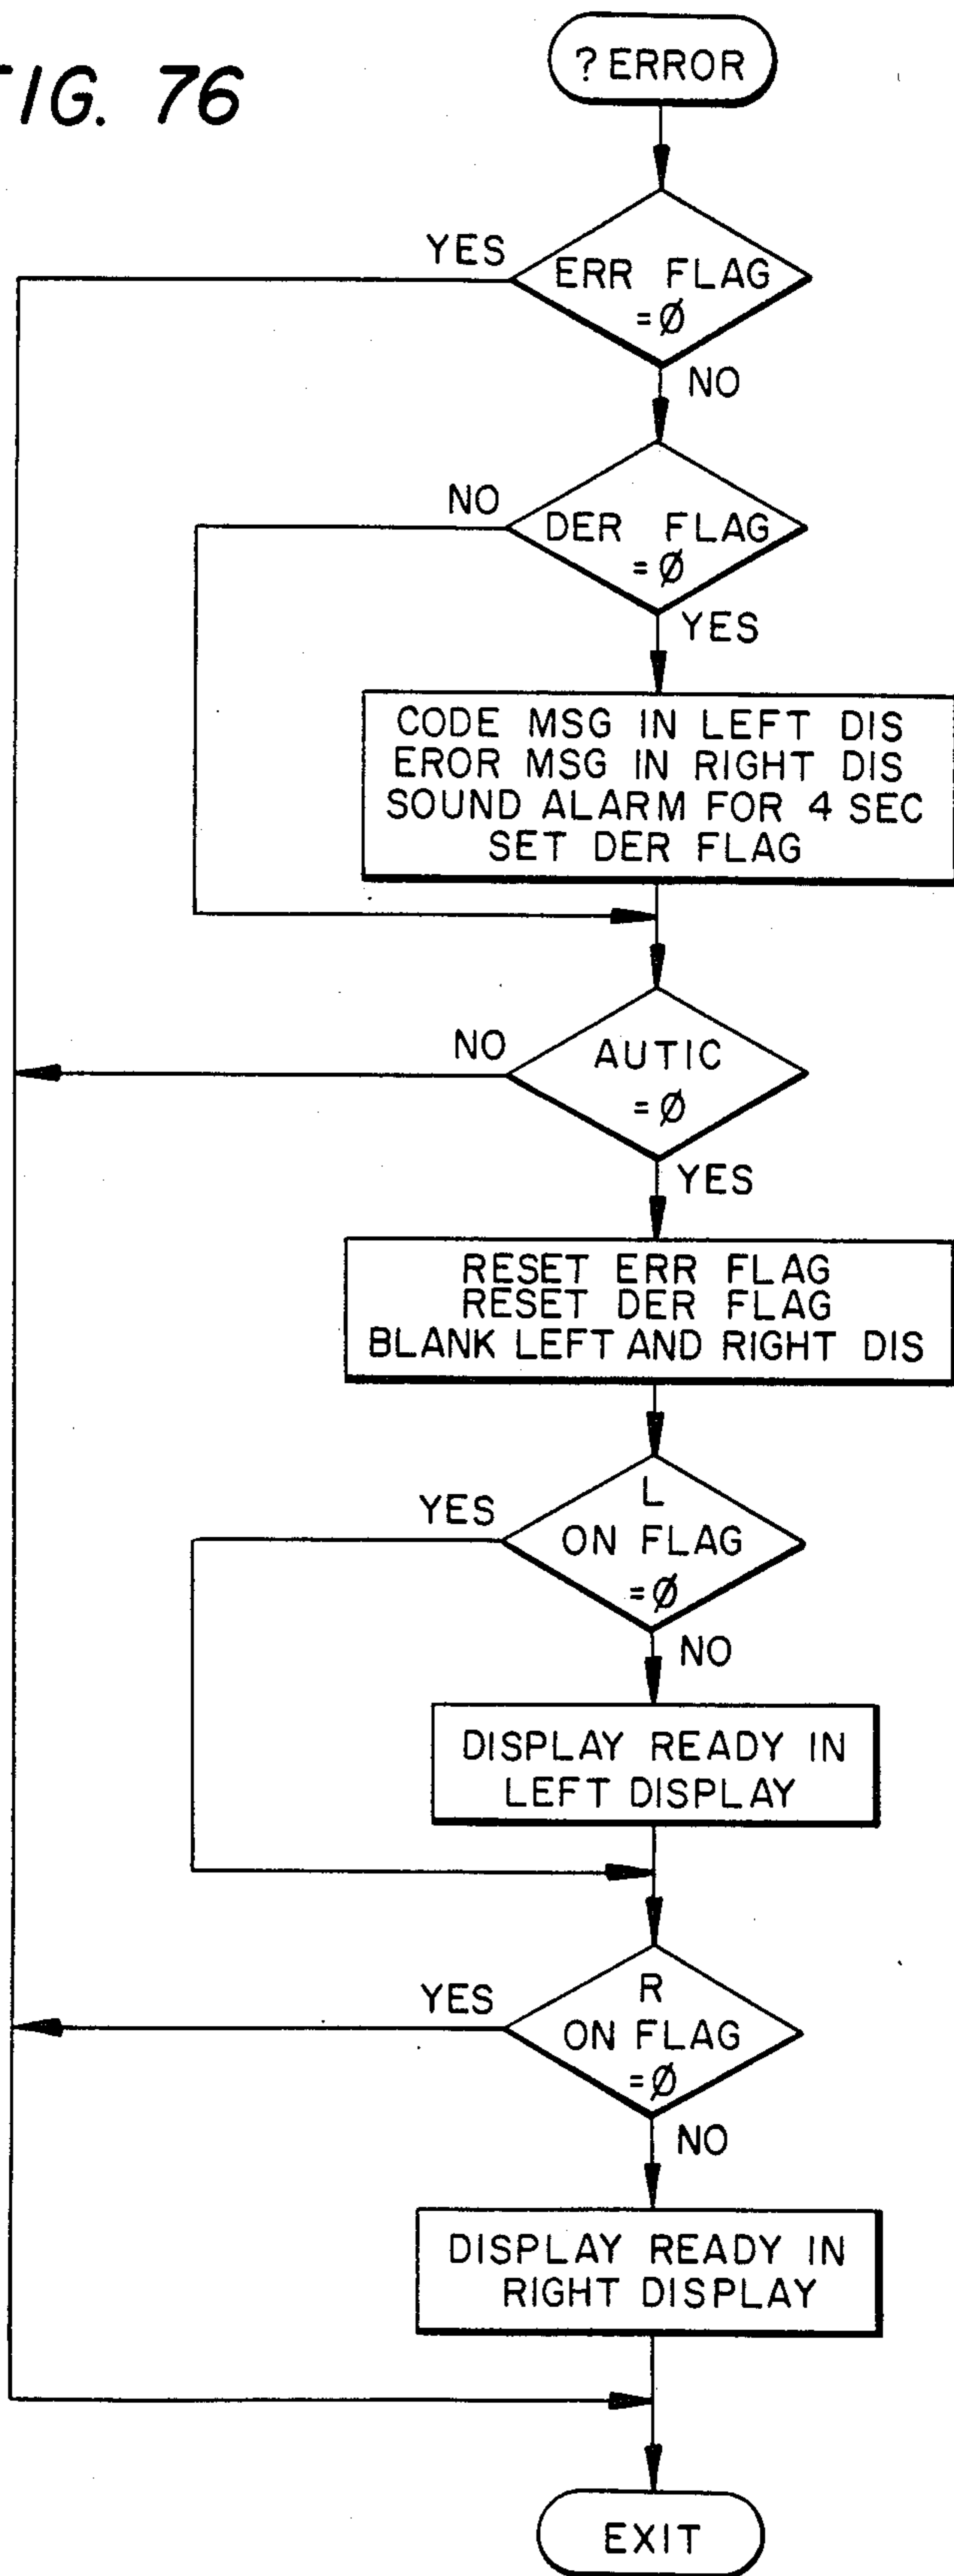 FIG. 76
? ERROR
YES
ERR FLAG
=Ø
NO
NO
DER FLAG
=Ø
YES
CODE MSG IN LEFT DIS
EROR MSG IN RIGHT DIS
SOUND ALARM FOR 4 SEC
SET DER FLAG
NO
AUTIC
=Ø
YES
RESET ERR FLAG
RESET DER FLAG
BLANK LEFT AND RIGHT DIS
YES
L
ON FLAG
=Ø
NO
DISPLAY READY IN
LEFT DISPLAY
YES
R
ON FLAG
=Ø
NO
DISPLAY READY IN
RIGHT DISPLAY
EXIT